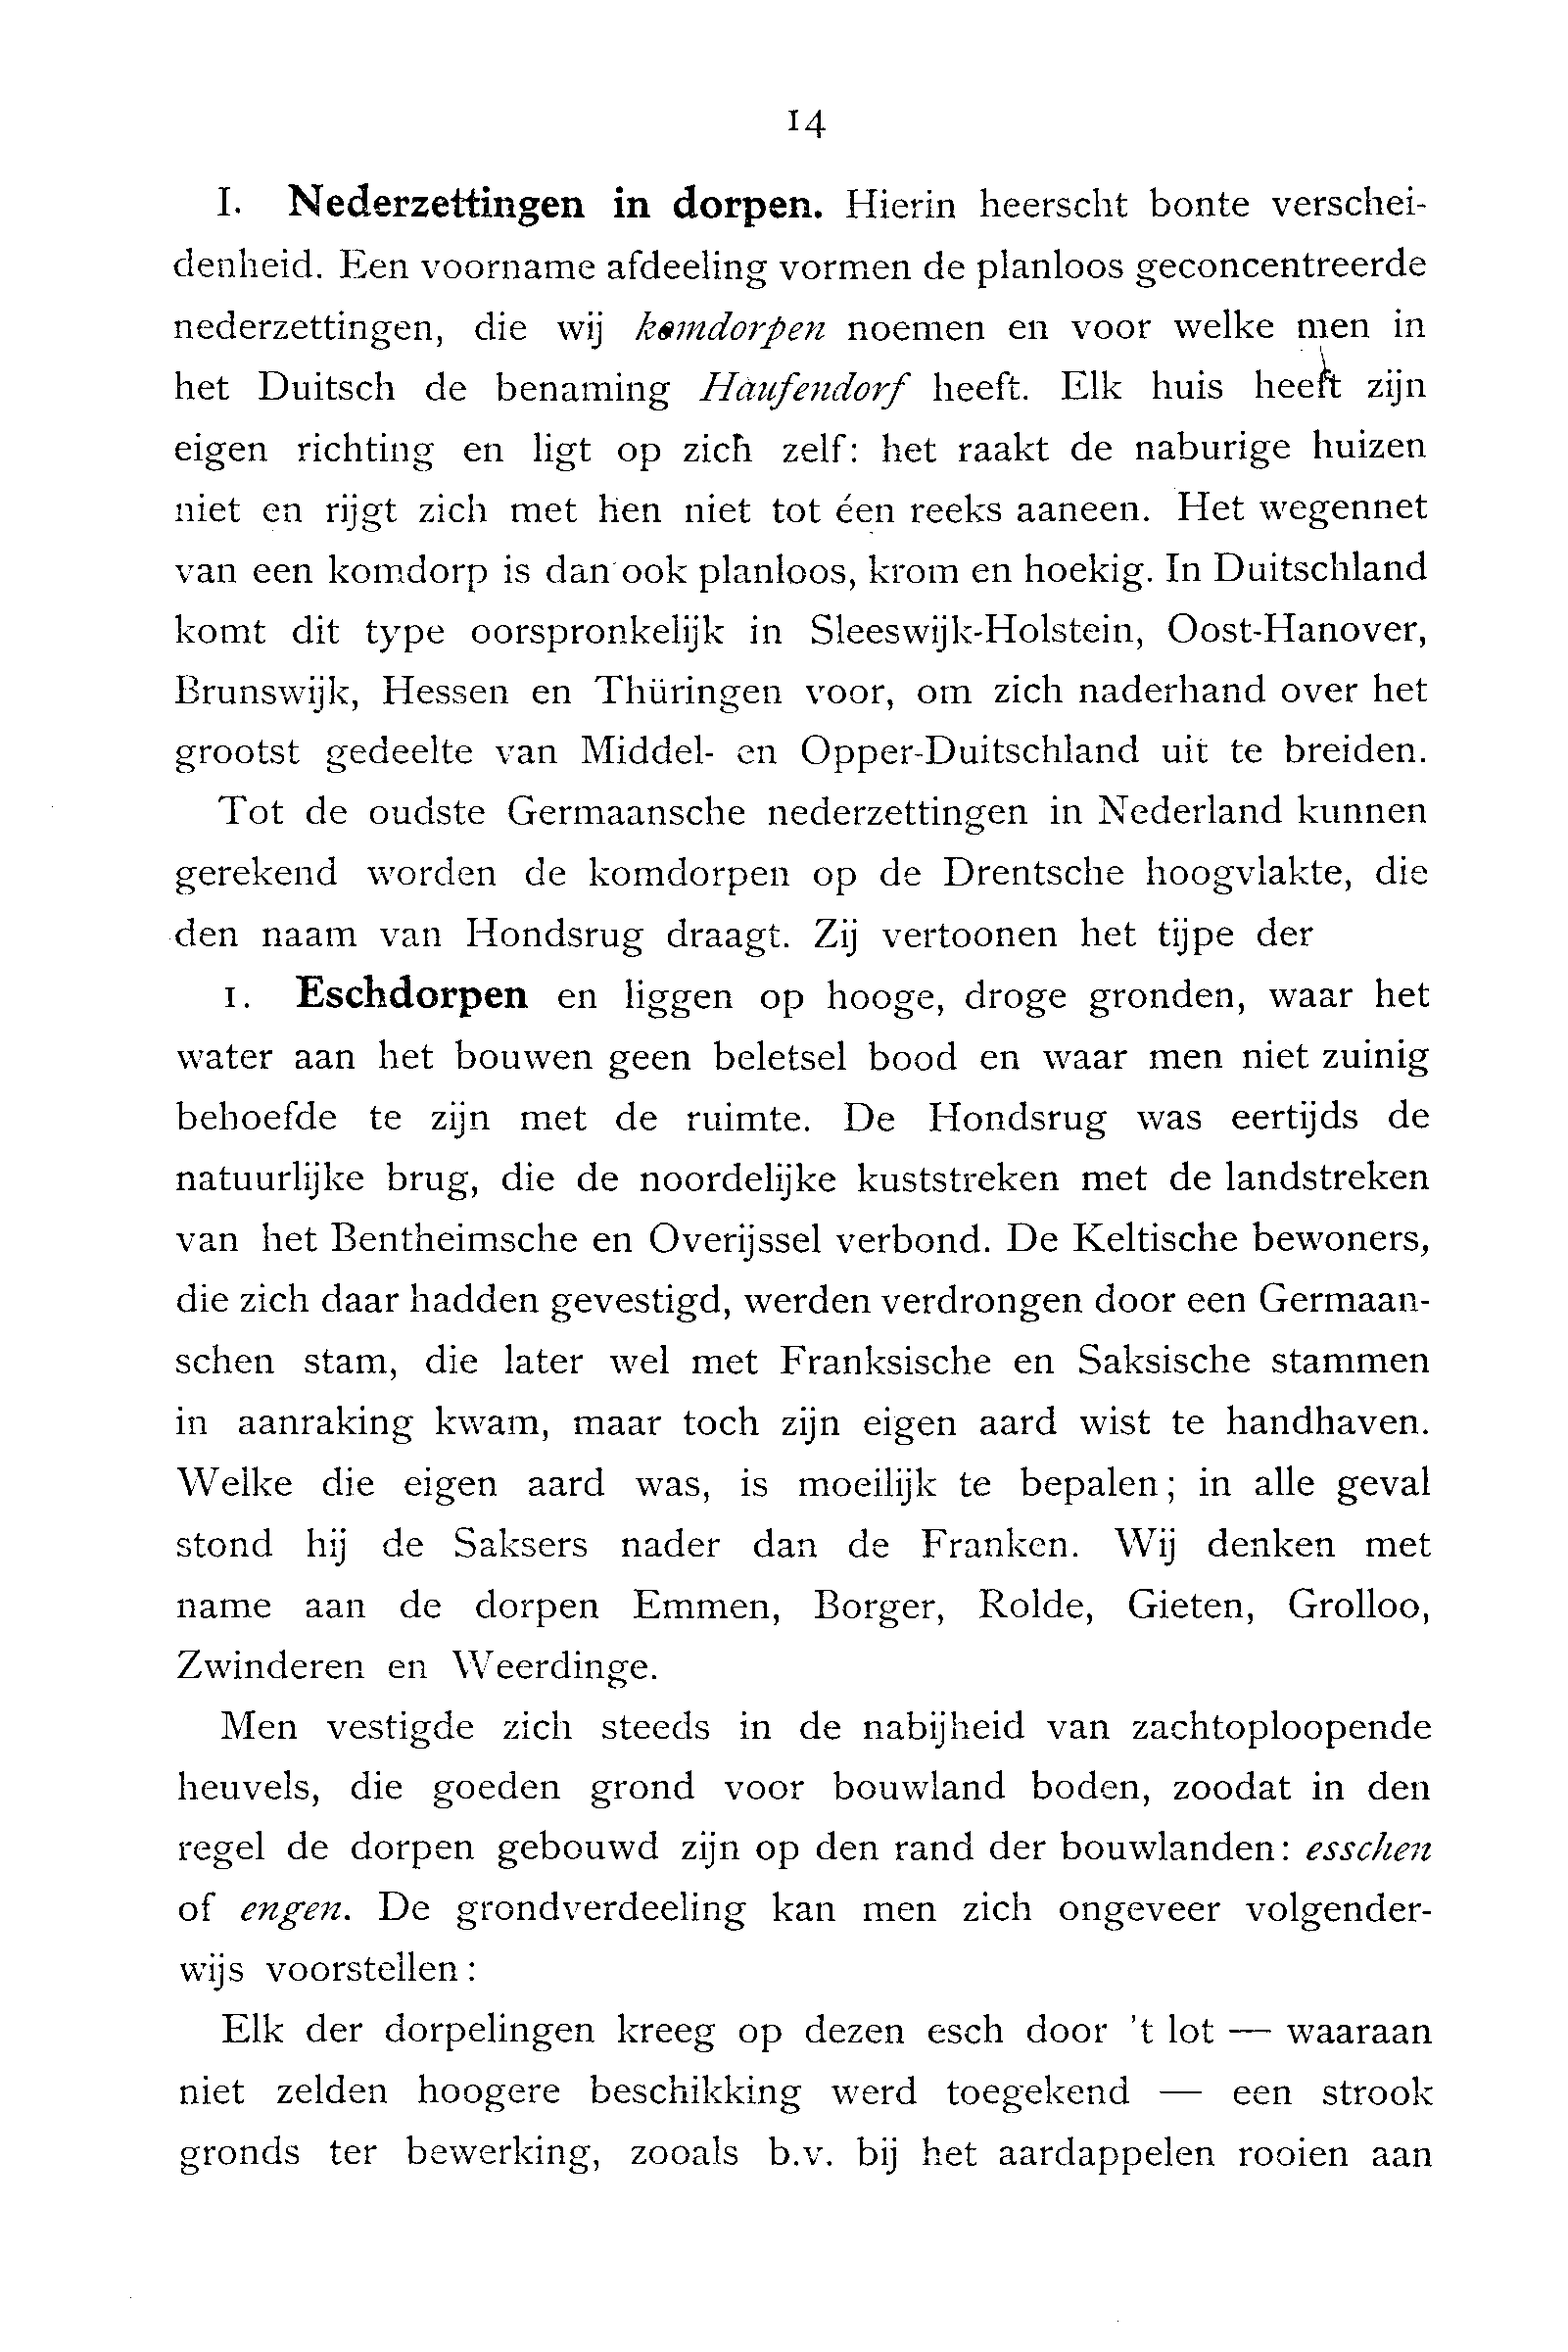 14
I. Nederzettingen in dorpen. Hierin heerscht bonte verschei-
denheid. Een voorname afdeeling vormen de planloos geconcentreerde
nederzettingen, die wij komdorpen noemen en voor welke men in
het Duitsch de benaming Haufendorf heeft. Elk huis heeft zijn
eigen richting en ligt op zich zelf: het raakt de naburige huizen
niet en rijgt zich met hen niet tot éen reeks aaneen. Het wegennet
van een komdorp is dan ook planloos, krom en hoekig. In Duitschland
komt dit type oorspronkelijk in Sleeswijk-Holstein, Oost-Hanover,
Brunswijk, Hessen en Thüringen voor, om zich naderhand over het
grootst gedeelte van Middel- en Opper-Duitschland uit te breiden.
Tot de oudste Germaansche nederzettingen in Nederland kunnen
gerekend worden de komdorpen op de Drentsche hoogvlakte, die
den naam van Hondsrug draagt. Zij vertoonen het tijpe der
1. Eschdorpen en liggen op hooge, droge gronden, waar het
water aan het bouwen geen beletsel bood en waar men niet zuinig
behoefde te zijn met de ruimte. De Hondsrug was eertijds de
natuurlijke brug, die de noordelijke kuststreken met de landstreken
van het Bentheimsche en Overijssel verbond. De Keltische bewoners,
die zich daar hadden gevestigd, werden verdrongen door een Germaan-
schen stam, die later wel met Franksische en Saksische stammen
in aanraking kwam, maar toch zijn eigen aard wist te handhaven.
Welke die eigen aard was, is moeilijk te bepalen; in alle geval
stond hij de Saksers nader dan de Franken. Wij denken met
name aan de dorpen Emmen, Borger, Rolde, Gieten, Grolloo,
Zwinderen en Weerdinge.
Men vestigde zich steeds in de nabijheid van zachtoploopende
heuvels, die goeden grond voor bouwland boden, zoodat in den
regel de dorpen gebouwd zijn op den rand der bouwlanden: esschen
of engen. De grondverdeeling kan men zich ongeveer volgender-
wijs voorstellen:
Elk der dorpelingen kreeg op dezen esch door 't lot — waaraan
niet zelden hoogere beschikking werd toegekend — een strook
gronds ter bewerking, zooals b.v. bij het aardappelen rooien aan